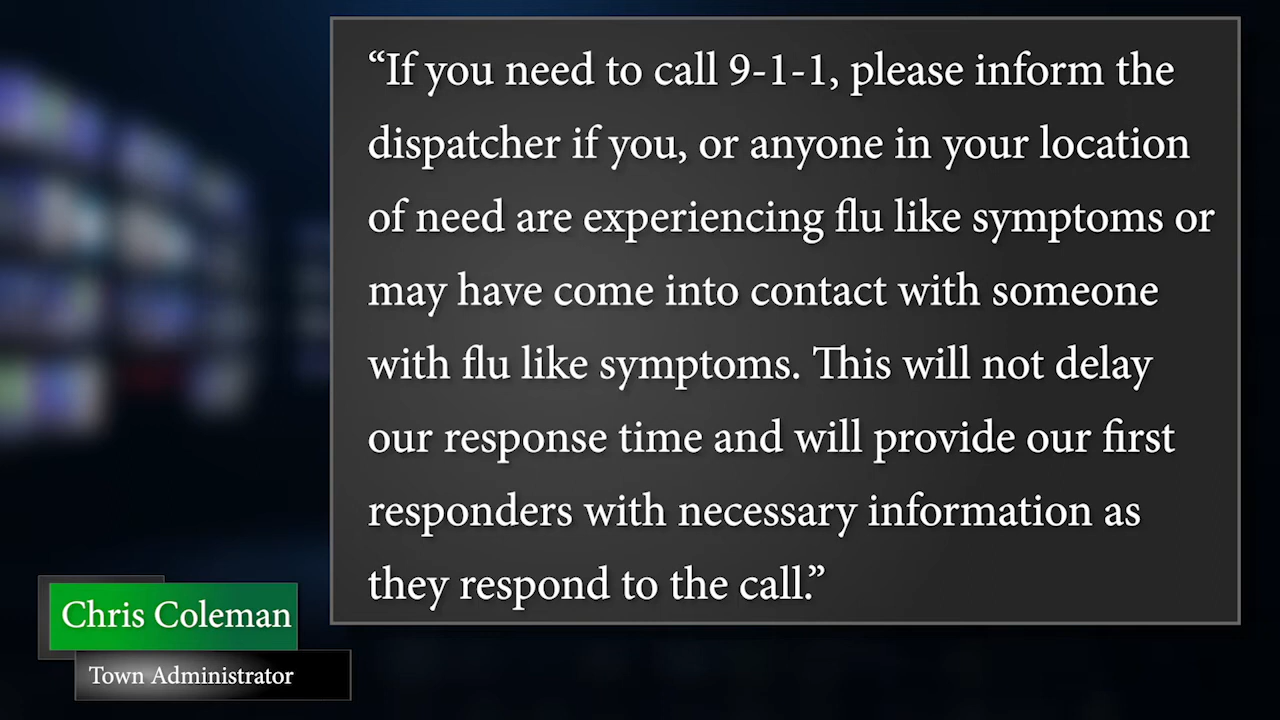 “If you need to call 9-1-1, please inform the
dispatcher if you, or anyone in your location
of need are experiencing flu like symptoms or
may have come into contact with someone
with flu like symptoms. This will not delay
our response time and will provide our first
responders with necessary information as
they respond to the call.”
Chris Coleman
Town Administrator